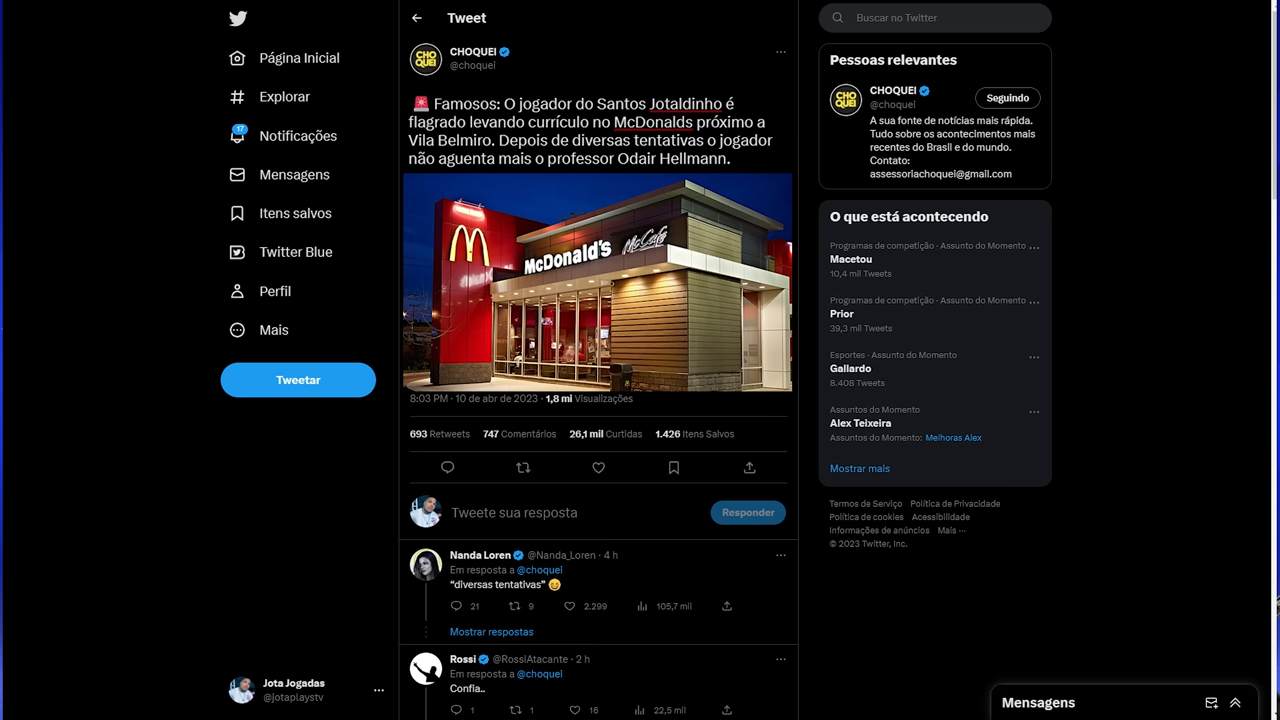 Tweet
Buscar no Twitter
Página Inicial
Explorar
17
Notificações
Mensagens
Itens salvos
Twitter Blue
Perfil
Mais
Tweetar
Jota Jogadas
@jotaplaystv
CHO
QUEI
CHOQUEI
@choquei
🚨 Famosos: O jogador do Santos Jotaldinho é
flagrado levando currículo no McDonalds próximo a
Vila Belmiro. Depois de diversas tentativas o jogador
não aguenta mais o professor Odair Hellmann.
McDonald's
McCafé
8:03 PM · 10 de abr de 2023 · 1,8 mi Visualizações
693 Retweets 747 Comentários 26,1 mil Curtidas 1.426 Itens Salvos
Tweete sua resposta
Responder
Nanda Loren @Nanda_Loren · 4 h
Em resposta a @choquei
“diversas tentativas” 😊
21 9 2.299 105,7 mil
Mostrar respostas
Rossi @RossiAtacante · 2 h
Em resposta a @choquei
Confia..
1 1 16 22,5 mil
Pessoas relevantes
CHO
QUEI
CHOQUEI
@choquei
Seguindo
A sua fonte de notícias mais rápida.
Tudo sobre os acontecimentos mais
recentes do Brasil e do mundo.
Contato:
assessoriachoquei@gmail.com
O que está acontecendo
Programas de competição · Assunto do Momento
Macetou
10,4 mil Tweets
Programas de competição · Assunto do Momento
Prior
39,3 mil Tweets
Esportes · Assunto do Momento
Gallardo
8.408 Tweets
Assuntos do Momento
Alex Teixeira
Assuntos do Momento: Melhoras Alex
Mostrar mais
Termos de Serviço Política de Privacidade
Política de cookies Acessibilidade
Informações de anúncios Mais ···
© 2023 Twitter, Inc.
Mensagens